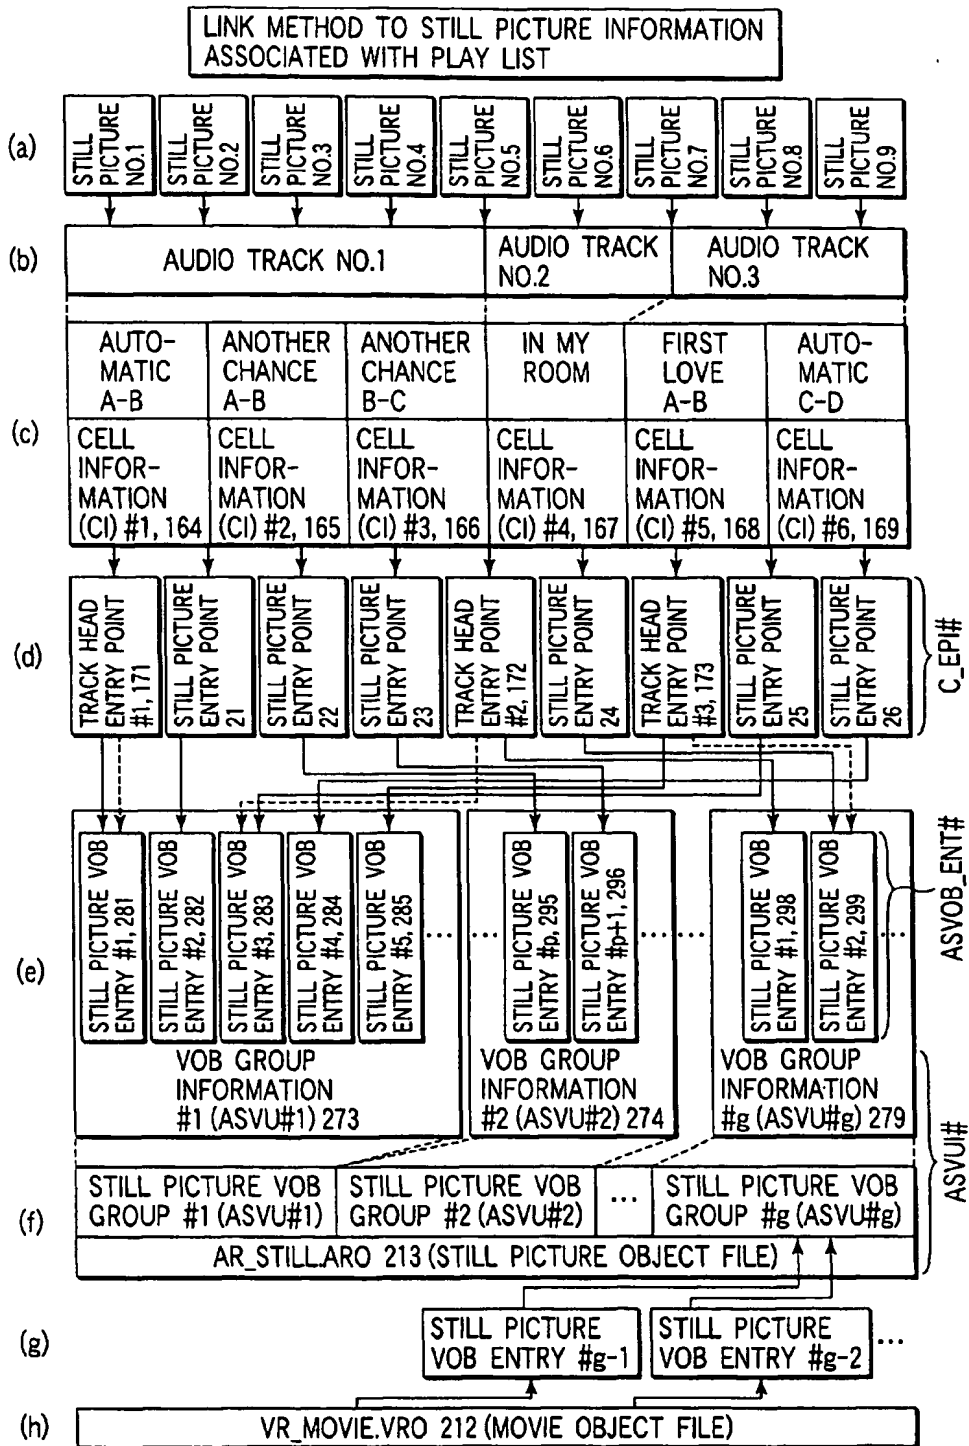 LINK METHOD TO STILL PICTURE INFORMATION
ASSOCIATED WITH PLAY LIST
(a)
STILL
PICTURE
NO.1
STILL
PICTURE
NO.2
STILL
PICTURE
NO.3
STILL
PICTURE
NO.4
STILL
PICTURE
NO.5
STILL
PICTURE
NO.6
STILL
PICTURE
NO.7
STILL
PICTURE
NO.8
STILL
PICTURE
NO.9
(b)
AUDIO TRACK NO.1
AUDIO TRACK
NO.2
AUDIO TRACK
NO.3
(c)
AUTO-
MATIC
A-B
ANOTHER
CHANCE
A-B
ANOTHER
CHANCE
B-C
IN MY
ROOM
FIRST
LOVE
A-B
AUTO-
MATIC
C-D
CELL
INFOR-
MATION
(CI) #1, 164
CELL
INFOR-
MATION
(CI) #2, 165
CELL
INFOR-
MATION
(CI) #3, 166
CELL
INFOR-
MATION
(CI) #4, 167
CELL
INFOR-
MATION
(CI) #5, 168
CELL
INFOR-
MATION
(CI) #6, 169
(d)
TRACK HEAD
ENTRY POINT
#1, 171
STILL PICTURE
ENTRY POINT
21
STILL PICTURE
ENTRY POINT
22
STILL PICTURE
ENTRY POINT
23
TRACK HEAD
ENTRY POINT
#2, 172
STILL PICTURE
ENTRY POINT
24
TRACK HEAD
ENTRY POINT
#3, 173
STILL PICTURE
ENTRY POINT
25
STILL PICTURE
ENTRY POINT
26
C_EPI#
(e)
STILL PICTURE VOB
ENTRY #1, 281
STILL PICTURE VOB
ENTRY #2, 282
STILL PICTURE VOB
ENTRY #3, 283
STILL PICTURE VOB
ENTRY #4, 284
STILL PICTURE VOB
ENTRY #5, 285
STILL PICTURE VOB
ENTRY #p, 295
STILL PICTURE VOB
ENTRY #p+1, 296
STILL PICTURE VOB
ENTRY #1, 298
STILL PICTURE VOB
ENTRY #2, 299
ASVOB_ENT#
VOB GROUP
INFORMATION
#1 (ASVU#1) 273
VOB GROUP
INFORMATION
#2 (ASVU#2) 274
VOB GROUP
INFORMATION
#g (ASVU#g) 279
ASVUI#
(f)
STILL PICTURE VOB
GROUP #1 (ASVU#1)
STILL PICTURE VOB
GROUP #2 (ASVU#2)
...
STILL PICTURE VOB
GROUP #g (ASVU#g)
AR_STILL.ARO 213 (STILL PICTURE OBJECT FILE)
(g)
STILL PICTURE
VOB ENTRY #g-1
STILL PICTURE
VOB ENTRY #g-2
...
(h)
VR_MOVIE.VRO 212 (MOVIE OBJECT FILE)